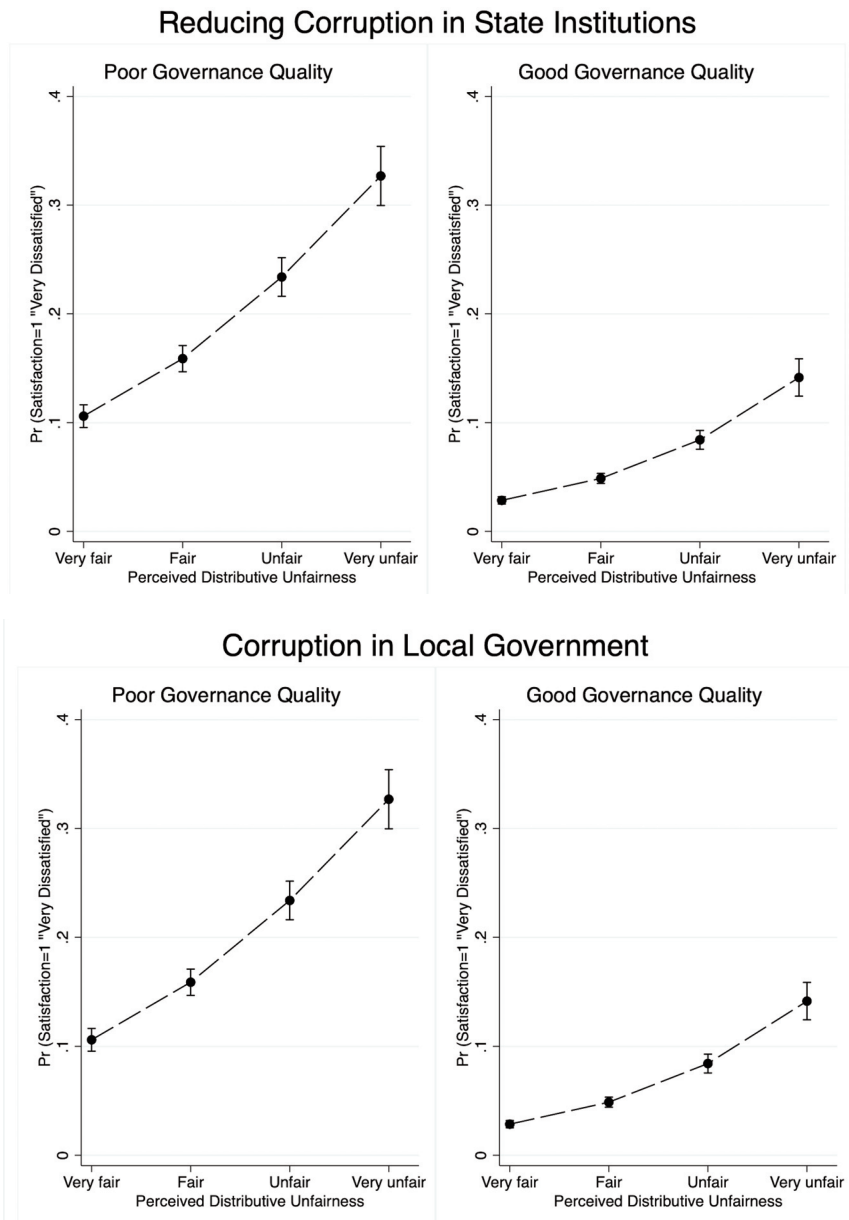 Reducing Corruption in State Institutions
Poor Governance Quality
Good Governance Quality
Pr (Satisfaction=1 "Very Dissatisfied")
.4
.3
.2
.1
0
Very fair Fair Unfair Very unfair
Perceived Distributive Unfairness
Pr (Satisfaction=1 "Very Dissatisfied")
.4
.3
.2
.1
0
Very fair Fair Unfair Very unfair
Perceived Distributive Unfairness
Corruption in Local Government
Poor Governance Quality
Good Governance Quality
Pr (Satisfaction=1 "Very Dissatisfied")
.4
.3
.2
.1
0
Very fair Fair Unfair Very unfair
Perceived Distributive Unfairness
Pr (Satisfaction=1 "Very Dissatisfied")
.4
.3
.2
.1
0
Very fair Fair Unfair Very unfair
Perceived Distributive Unfairness